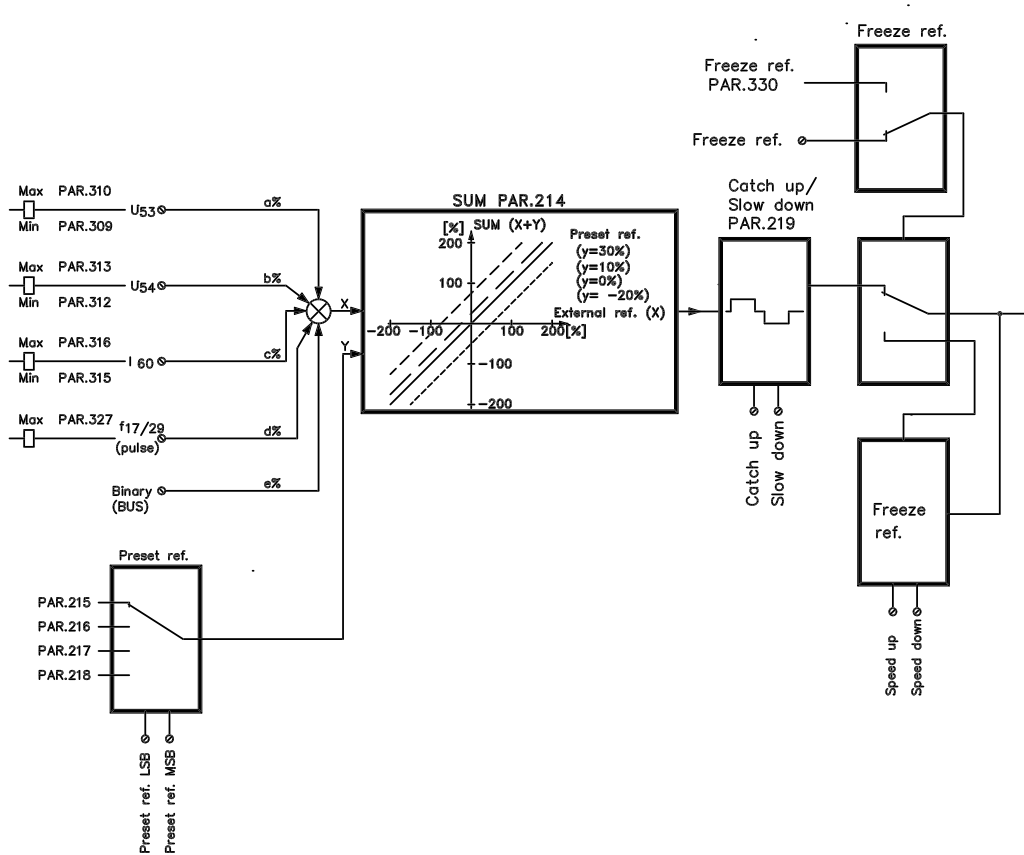 Freeze ref.
Freeze ref.
PAR.330
Freeze ref.
Max PAR.310
U53
a%
Min PAR.309
Max PAR.313
U54
b%
Min PAR.312
Max PAR.316
I 60
c%
Min PAR.315
Max PAR.327
f17/29
(pulse)
d%
Binary
(BUS)
e%
X
Y
SUM PAR.214
[%] SUM (X+Y)
200
100
-200 -100
100 200[%]
-100
-200
Preset ref.
(y=30%)
(y=10%)
(y=0%)
(y= -20%)
External ref. (X)
Catch up/
Slow down
PAR.219
Catch up
Slow down
Freeze
ref.
Speed up
Speed down
Preset ref.
PAR.215
PAR.216
PAR.217
PAR.218
Preset ref. LSB
Preset ref. MSB